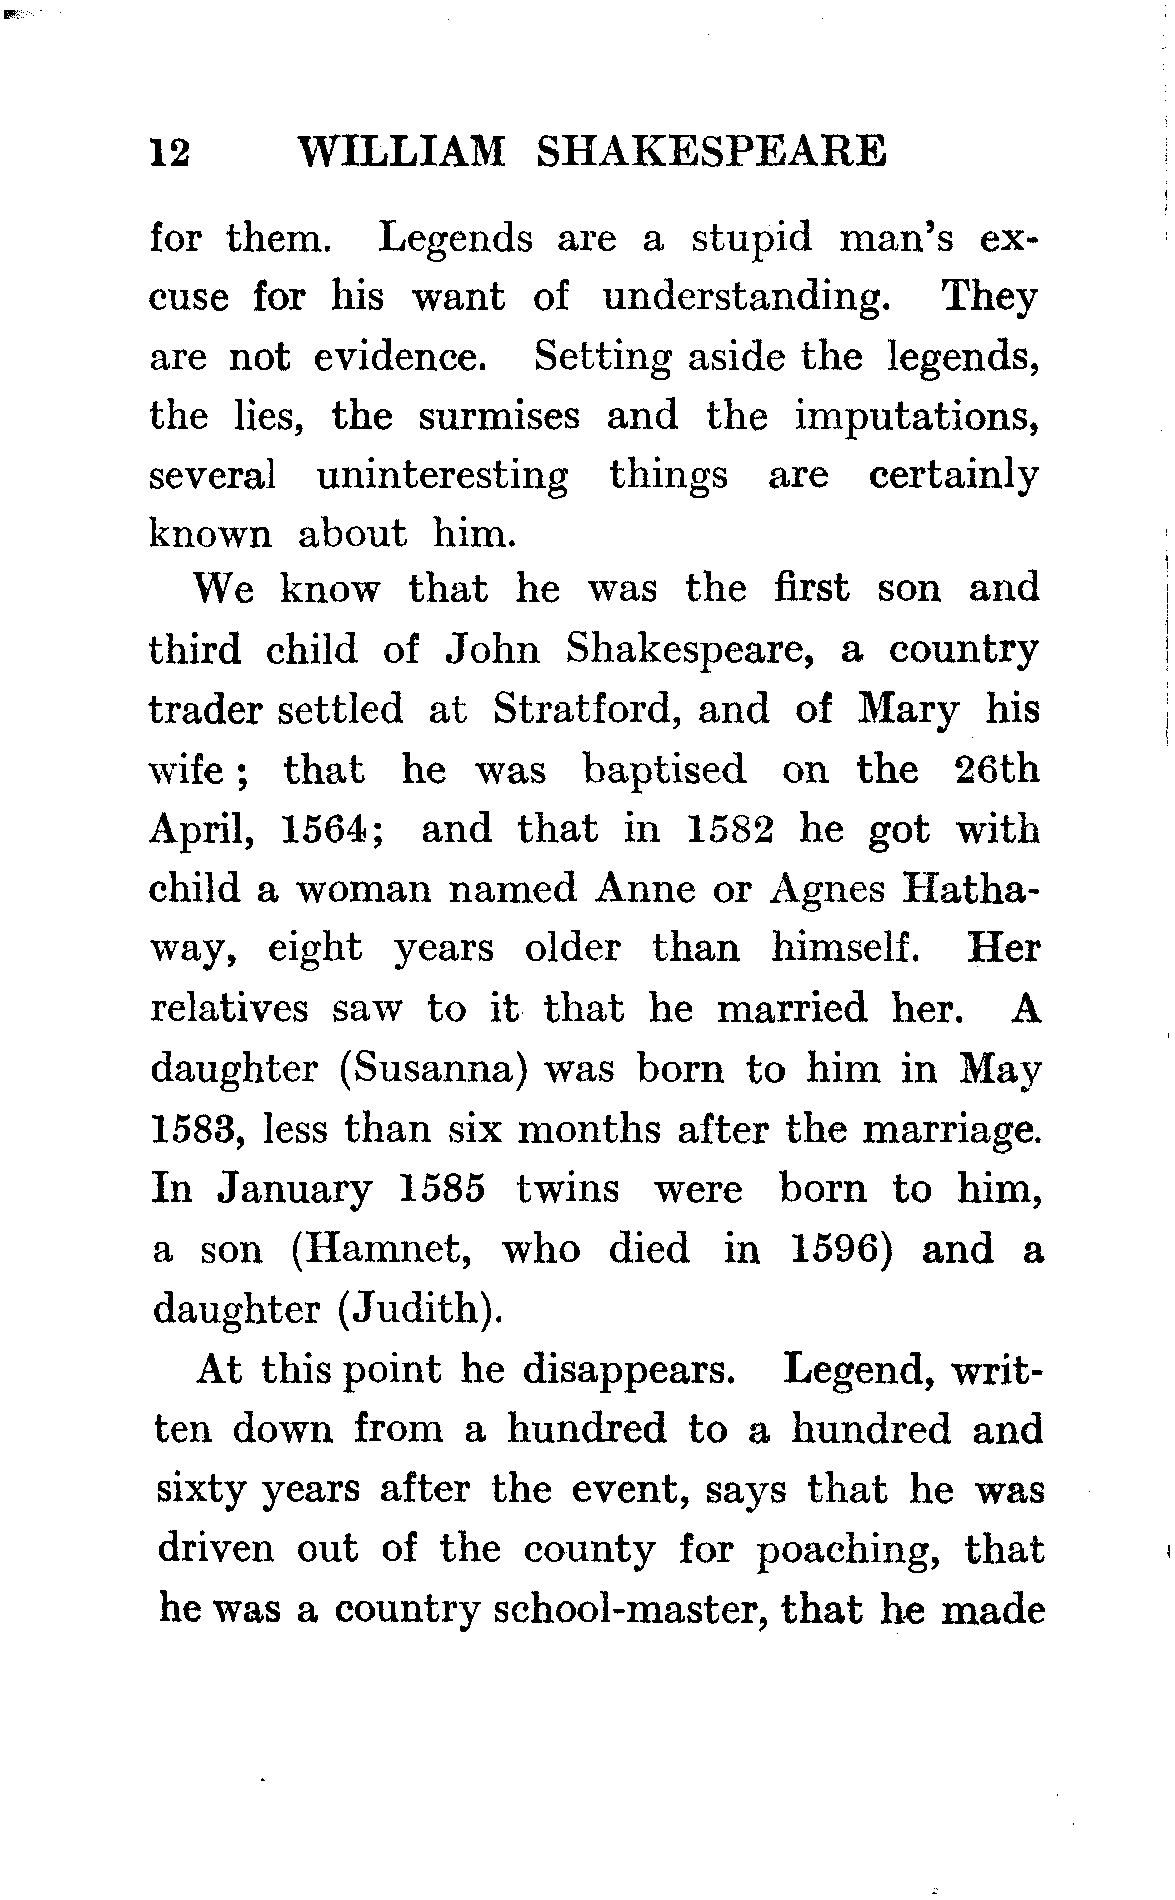 12 WILLIAM SHAKESPEARE
for them. Legends are a stupid man's ex-
cuse for his want of understanding. They
are not evidence. Setting aside the legends,
the lies, the surmises and the imputations,
several uninteresting things are certainly
known about him.
We know that he was the first son and
third child of John Shakespeare, a country
trader settled at Stratford, and of Mary his
wife ; that he was baptised on the 26th
April, 1564; and that in 1582 he got with
child a woman named Anne or Agnes Hatha-
way, eight years older than himself. Her
relatives saw to it that he married her. A
daughter (Susanna) was born to him in May
1583, less than six months after the marriage.
In January 1585 twins were born to him,
a son (Hamnet, who died in 1596) and a
daughter (Judith).
At this point he disappears. Legend, writ-
ten down from a hundred to a hundred and
sixty years after the event, says that he was
driven out of the county for poaching, that
he was a country school-master, that he made